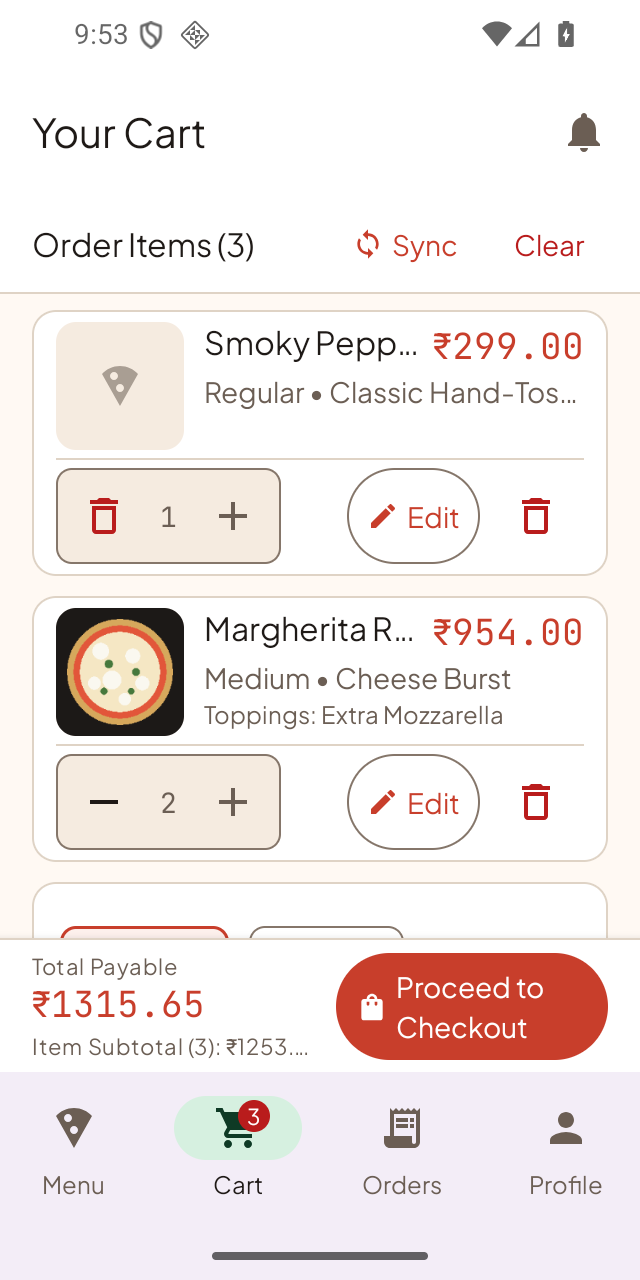 9:53
Your Cart
Order Items (3)
Sync
Clear
Smoky Pepp... ₹299.00
Regular • Classic Hand-Tos...
1
Edit
Margherita R... ₹954.00
Medium • Cheese Burst
Toppings: Extra Mozzarella
2
Edit
Total Payable
₹1315.65
Item Subtotal (3): ₹1253....
Proceed to
Checkout
3
Menu
Cart
Orders
Profile